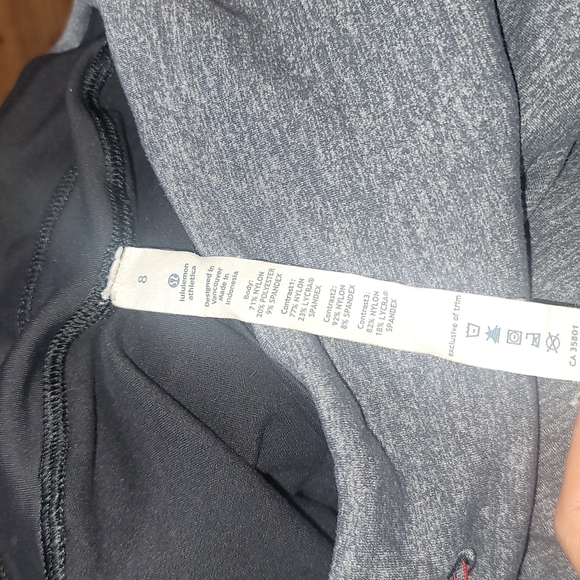 8
lululemon
athletica
Designed in
Vancouver
Made in
Indonesia
Body:
71% NYLON
20% POLYESTER
9% SPANDEX
Contrast1:
77% NYLON
23% LYCRA®
SPANDEX
Contrast2:
92% NYLON
8% SPANDEX
Contrast3:
82% NYLON
18% LYCRA®
SPANDEX
exclusive of trim
CA 35801